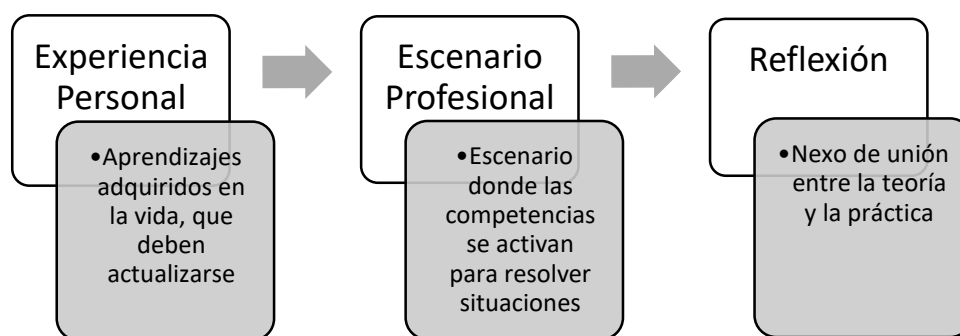 Experiencia
Personal
•Aprendizajes
adquiridos en
la vida, que
deben
actualizarse
Escenario
Profesional
•Escenario
donde las
competencias
se activan
para resolver
situaciones
Reflexión
•Nexo de unión
entre la teoría
y la práctica